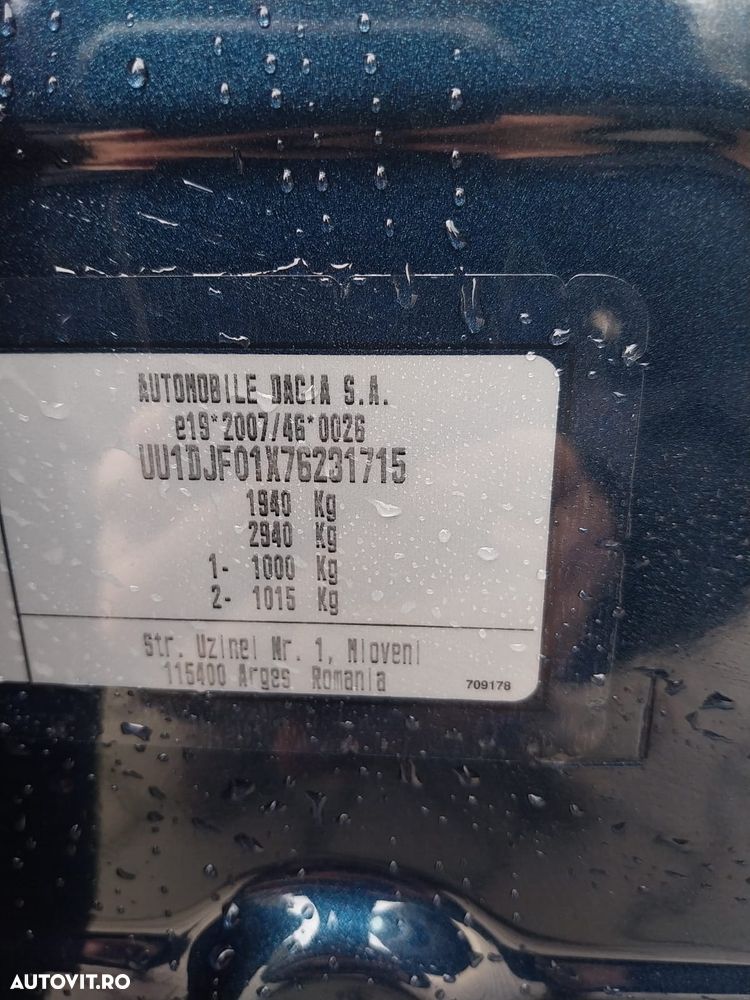 AUTOMOBILE DACIA S.A.
e19*2007/46*0026
UU1DJF01X76231715
1940 Kg
2940 Kg
1- 1000 Kg
2- 1015 Kg
Str. Uzinei Nr. 1, Mioveni
115400 Arges Romania
709178
AUTOVIT.RO